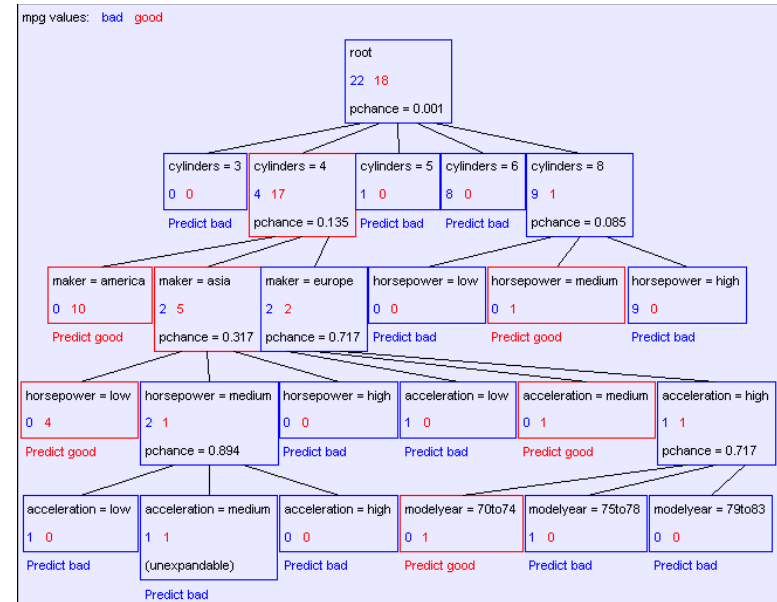 mpg values: bad good
root
22 18
pchance = 0.001
cylinders = 3
0 0
Predict bad
cylinders = 4
4 17
pchance = 0.135
cylinders = 5
1 0
Predict bad
cylinders = 6
8 0
Predict bad
cylinders = 8
9 1
pchance = 0.085
maker = america
0 10
Predict good
maker = asia
2 5
pchance = 0.317
maker = europe
2 2
pchance = 0.717
horsepower = low
0 0
Predict bad
horsepower = medium
0 1
Predict good
horsepower = high
9 0
Predict bad
horsepower = low
0 4
Predict good
horsepower = medium
2 1
pchance = 0.894
horsepower = high
0 0
Predict bad
acceleration = low
1 0
Predict bad
acceleration = medium
0 1
Predict good
acceleration = high
1 1
pchance = 0.717
acceleration = low
1 0
Predict bad
acceleration = medium
1 1
(unexpandable)
Predict bad
acceleration = high
0 0
Predict bad
modelyear = 70to74
0 1
Predict good
modelyear = 75to78
1 0
Predict bad
modelyear = 79to83
0 0
Predict bad